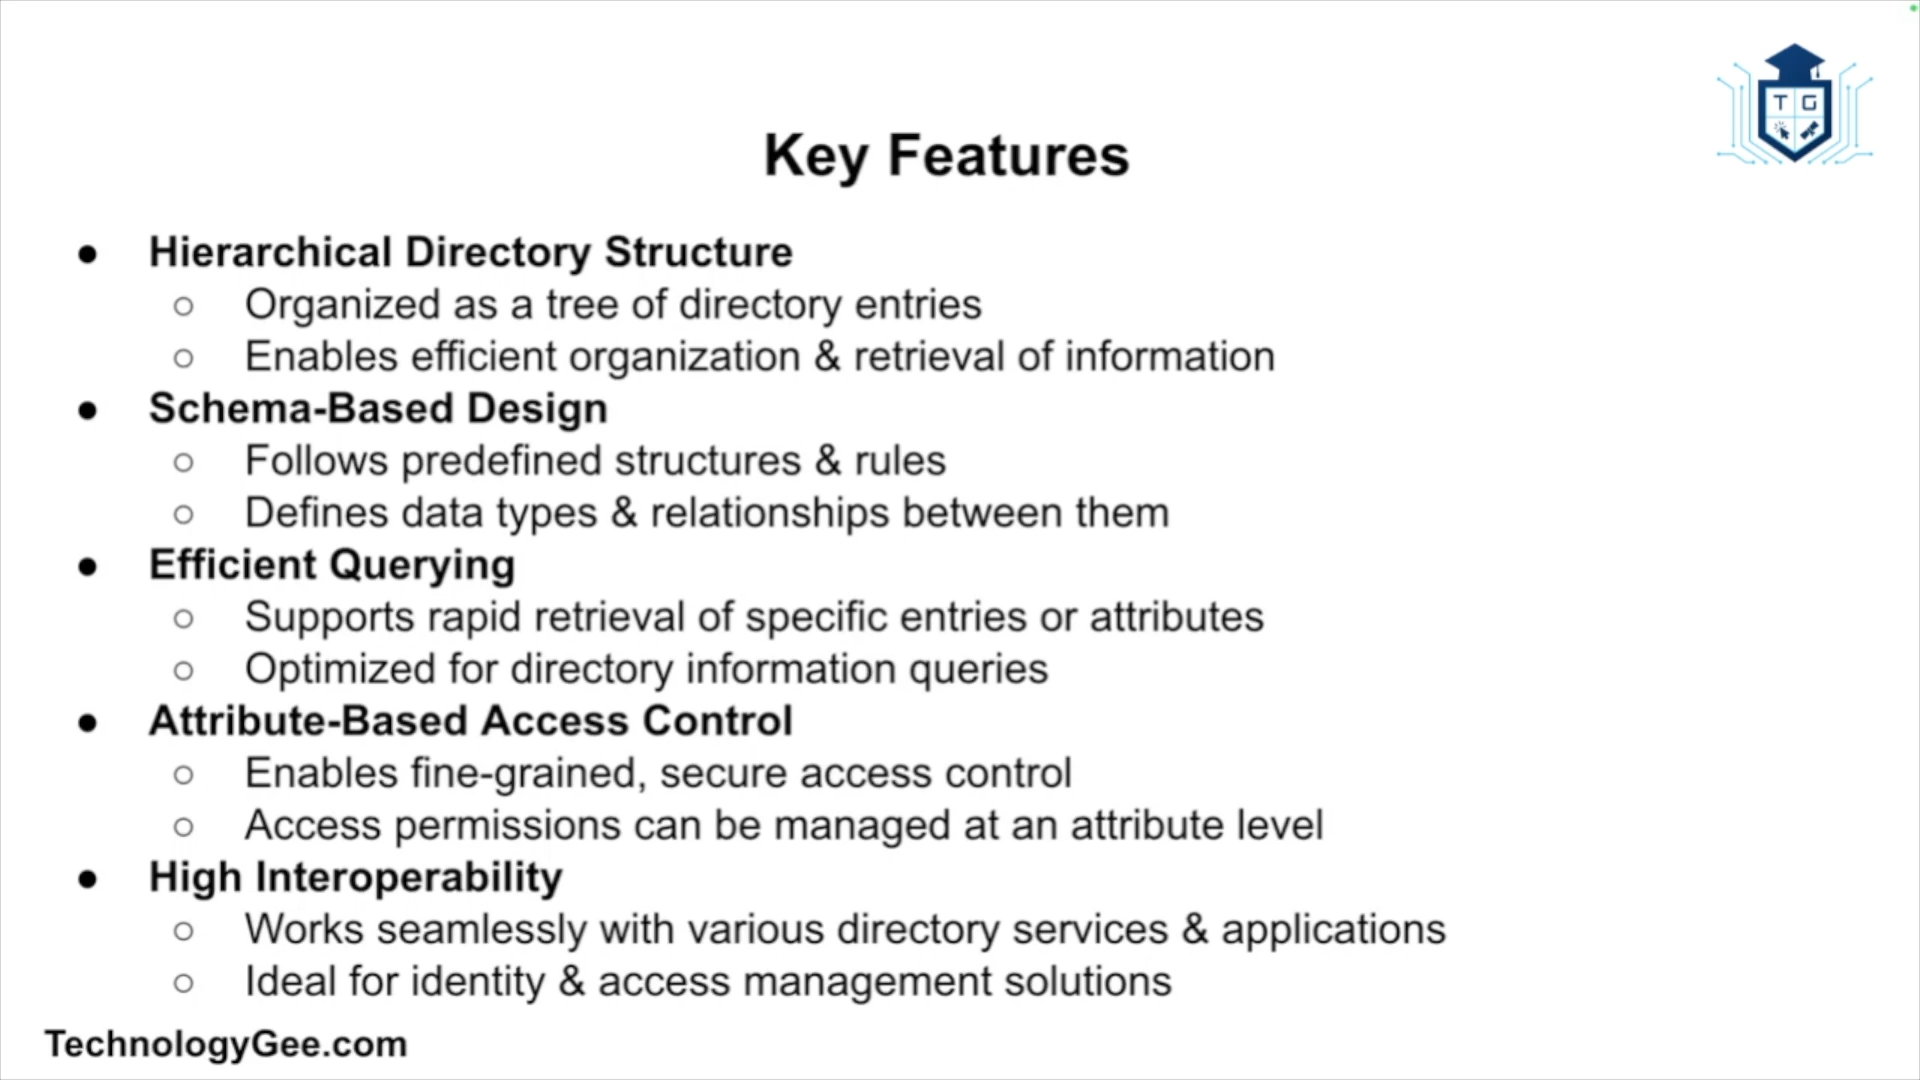 T G
Key Features
● Hierarchical Directory Structure
○ Organized as a tree of directory entries
○ Enables efficient organization & retrieval of information
● Schema-Based Design
○ Follows predefined structures & rules
○ Defines data types & relationships between them
● Efficient Querying
○ Supports rapid retrieval of specific entries or attributes
○ Optimized for directory information queries
● Attribute-Based Access Control
○ Enables fine-grained, secure access control
○ Access permissions can be managed at an attribute level
● High Interoperability
○ Works seamlessly with various directory services & applications
○ Ideal for identity & access management solutions
TechnologyGee.com